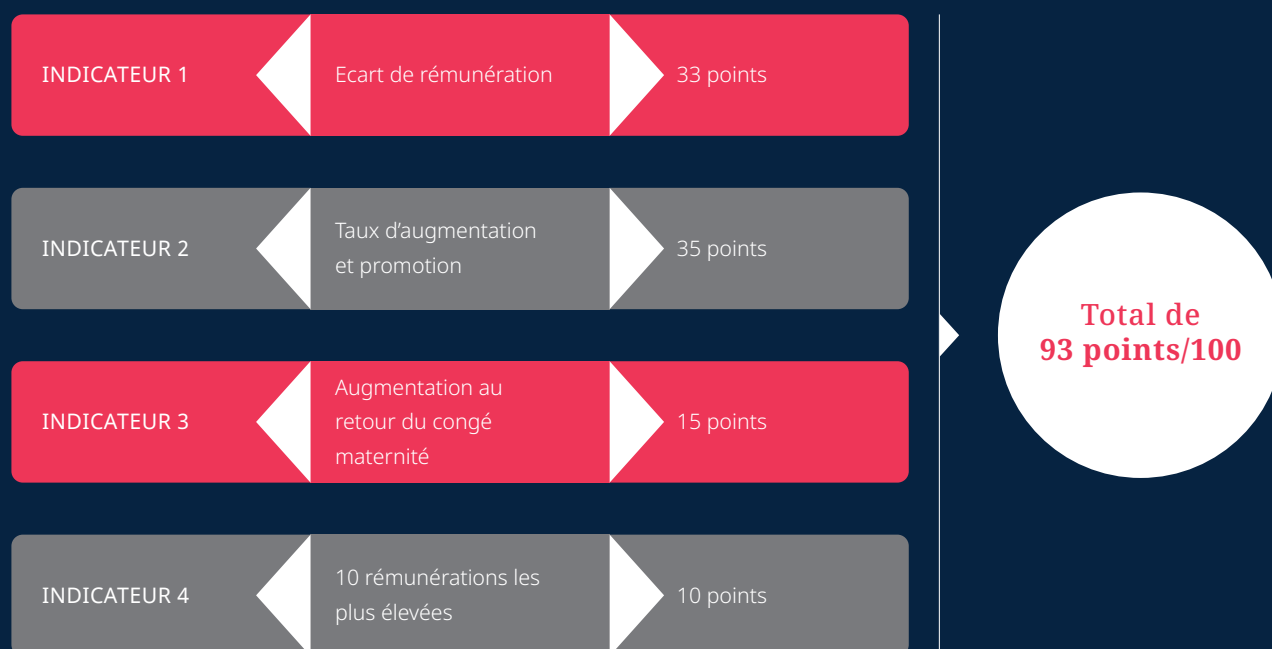 INDICATEUR 1
Ecart de rémunération
33 points
INDICATEUR 2
Taux d'augmentation
et promotion
35 points
INDICATEUR 3
Augmentation au
retour du congé
maternité
15 points
INDICATEUR 4
10 rémunérations les
plus élevées
10 points
Total de
93 points/100